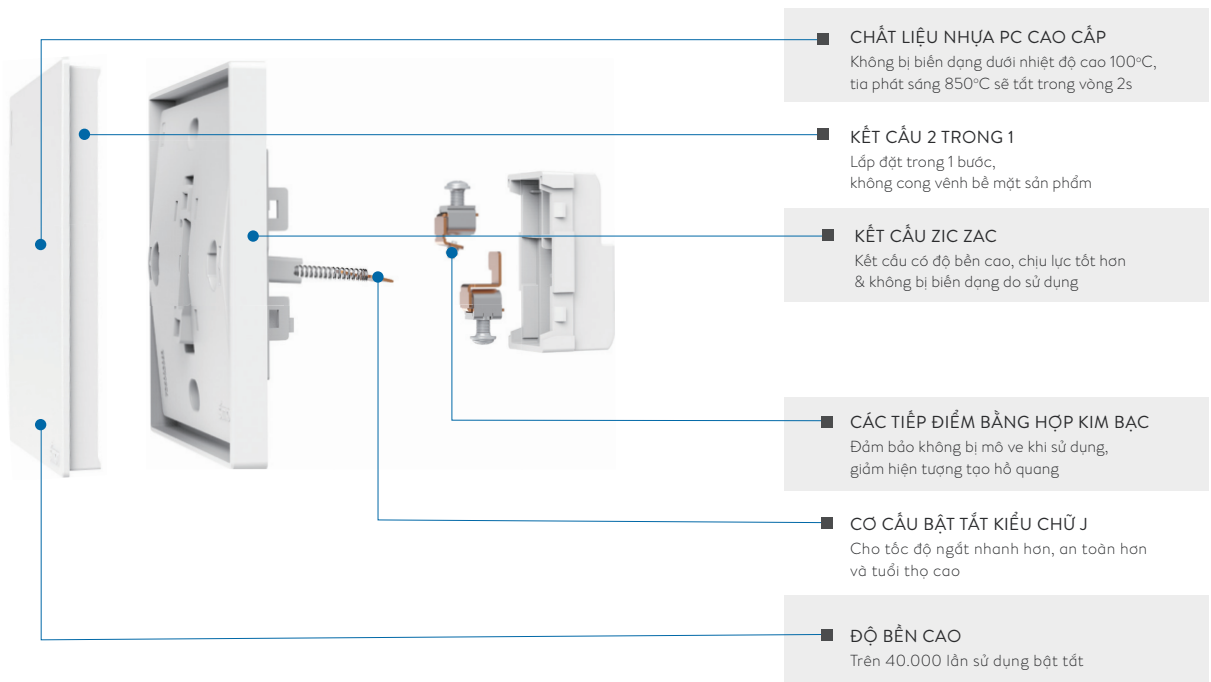 CHẤT LIỆU NHỰA PC CAO CẤP
Không bị biến dạng dưới nhiệt độ cao 100°C,
tia phát sáng 850°C sẽ tắt trong vòng 2s
KẾT CẤU 2 TRONG 1
Lắp đặt trong 1 bước,
không cong vênh bề mặt sản phẩm
KẾT CẤU ZIC ZAC
Kết cấu có độ bền cao, chịu lực tốt hơn
& không bị biến dạng do sử dụng
CÁC TIẾP ĐIỂM BẰNG HỢP KIM BẠC
Đảm bảo không bị mô ve khi sử dụng,
giảm hiện tượng tạo hồ quang
CƠ CẤU BẬT TẮT KIỂU CHỮ J
Cho tốc độ ngắt nhanh hơn, an toàn hơn
và tuổi thọ cao
ĐỘ BỀN CAO
Trên 40.000 lần sử dụng bật tắt